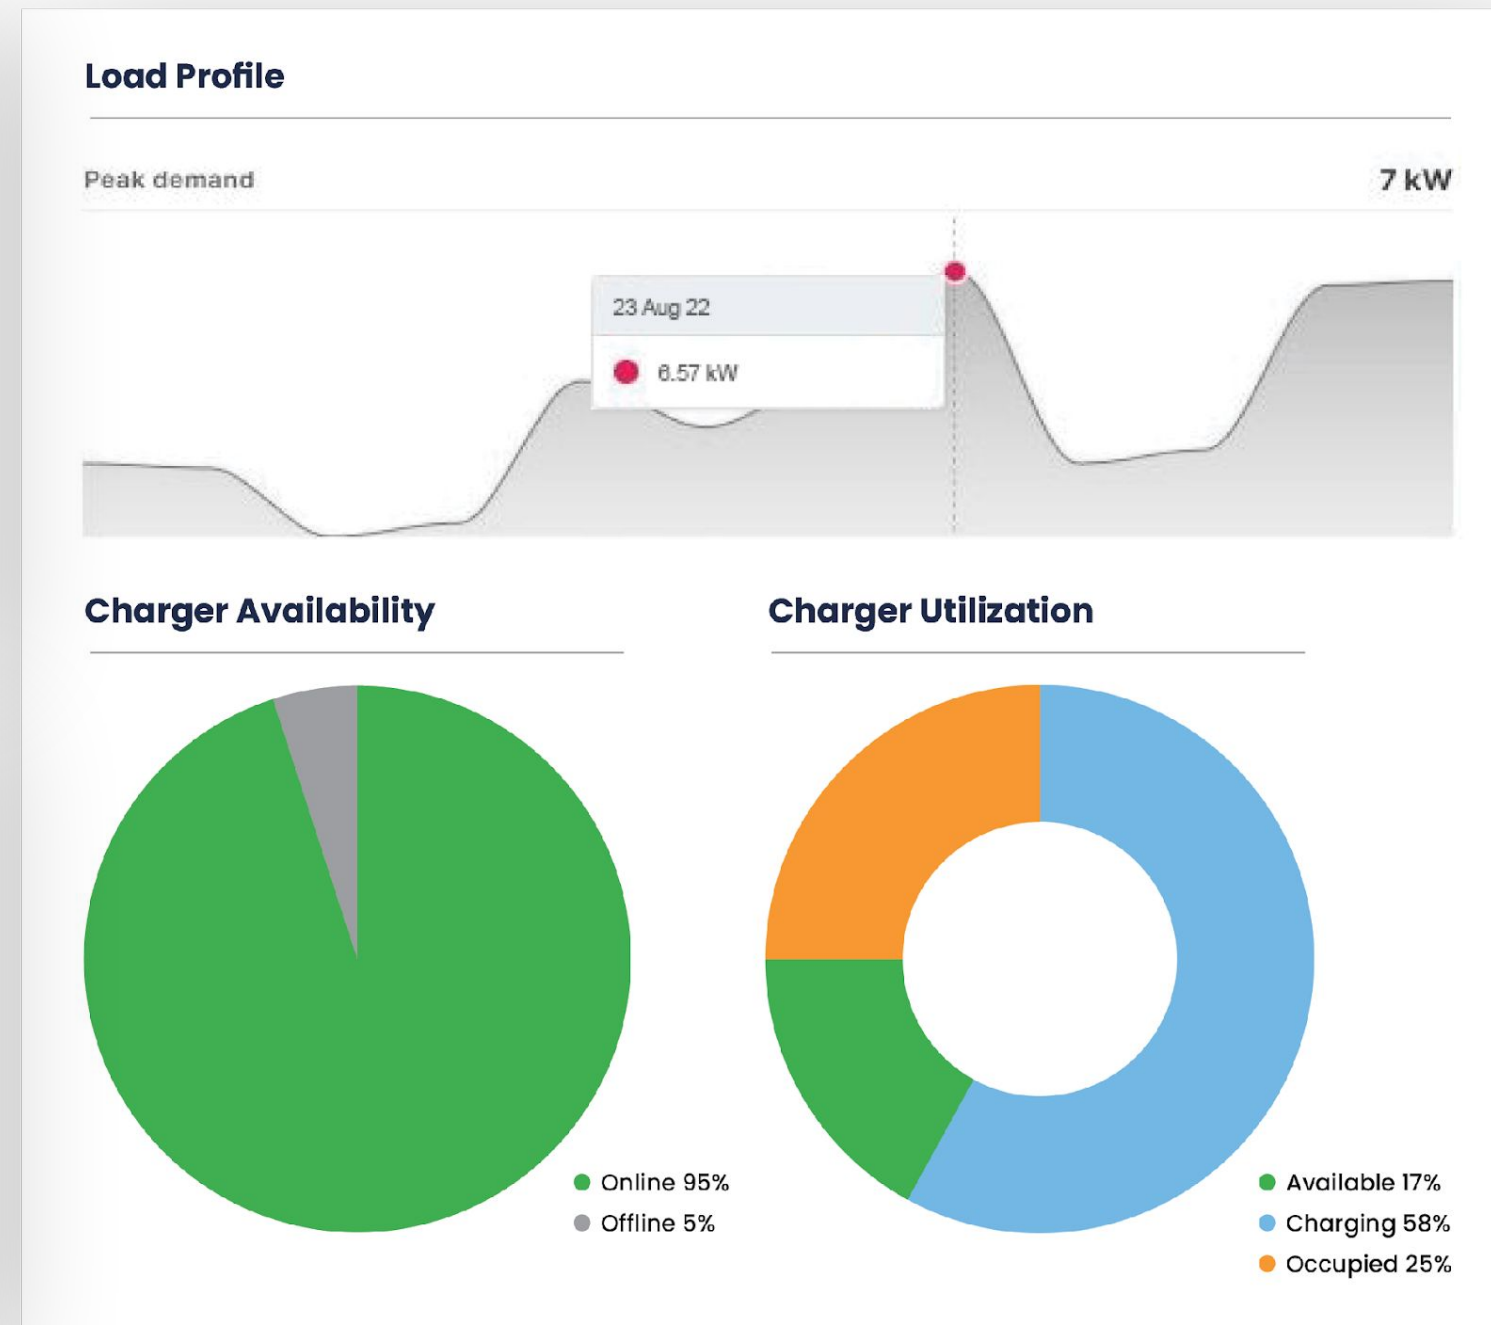 Load Profile
Peak demand
7 kW
23 Aug 22
6.57 kW
Charger Availability
Online 95%
Offline 5%
Charger Utilization
Available 17%
Charging 58%
Occupied 25%